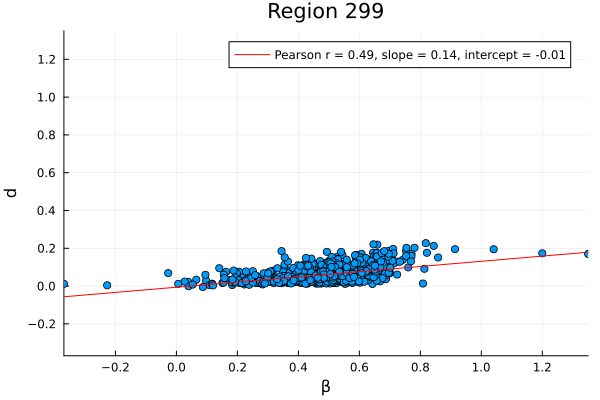 Region 299
Pearson r = 0.49, slope = 0.14, intercept = -0.01
1.2
1.0
0.8
0.6
0.4
0.2
0.0
−0.2
d
−0.2 0.0 0.2 0.4 0.6 0.8 1.0 1.2
β